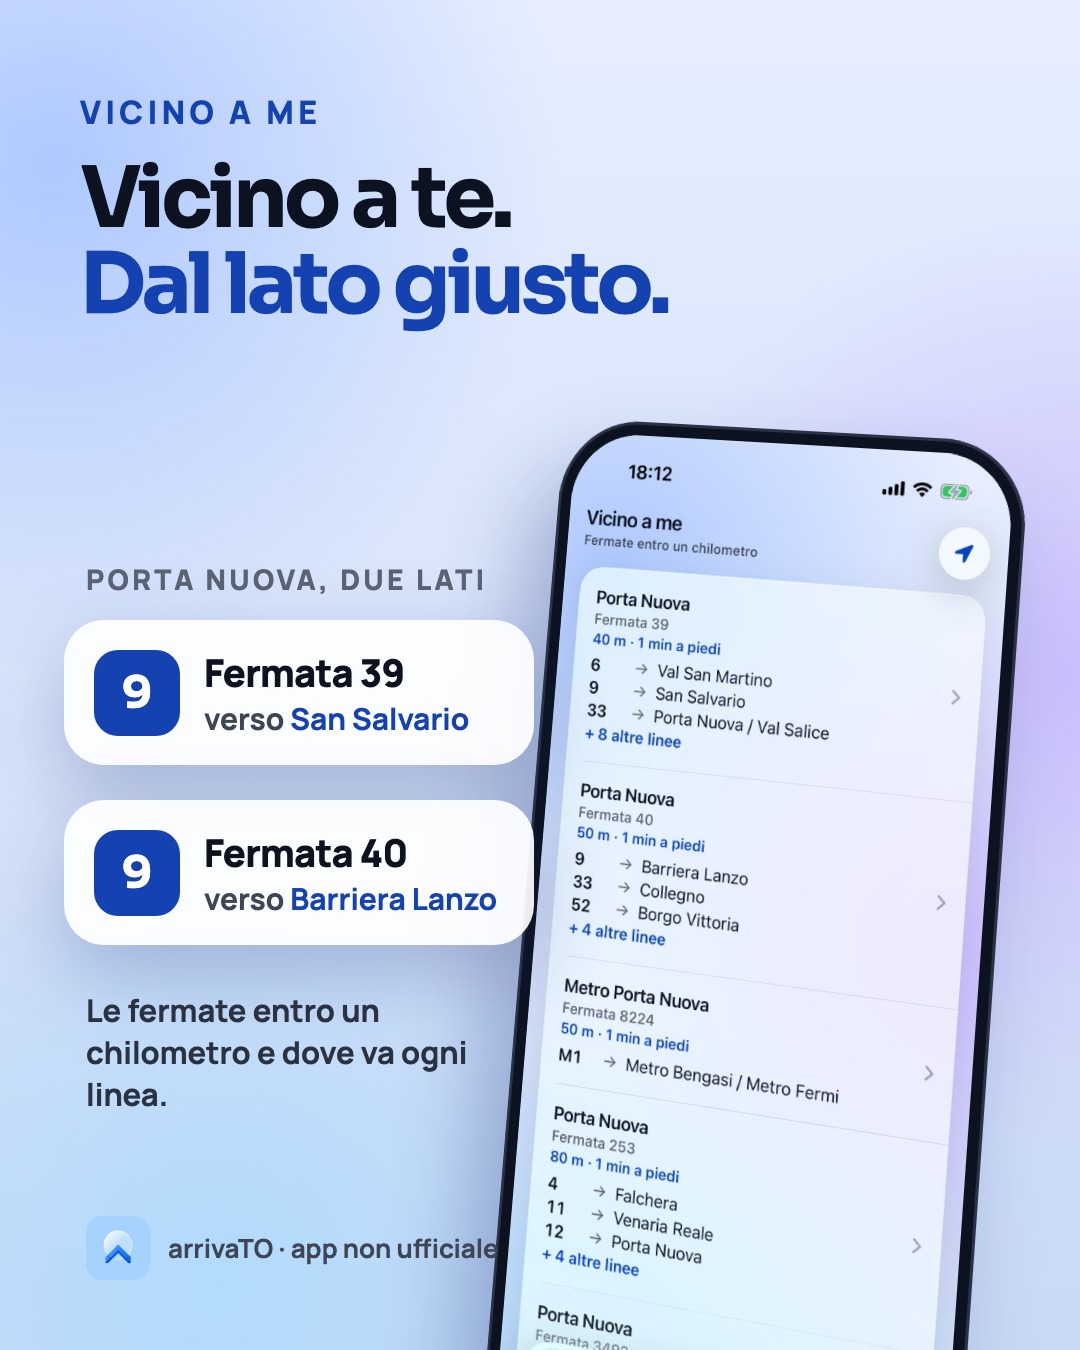 VICINO A ME
Vicino a te.
Dal lato giusto.
PORTA NUOVA, DUE LATI
9
Fermata 39
verso San Salvario
9
Fermata 40
verso Barriera Lanzo
Le fermate entro un
chilometro e dove va ogni
linea.
arrivaTO · app non ufficiale
18:12
Vicino a me
Fermate entro un chilometro
Porta Nuova
Fermata 39
40 m · 1 min a piedi
6 → Val San Martino
9 → San Salvario
33 → Porta Nuova / Val Salice
+ 8 altre linee
Porta Nuova
Fermata 40
50 m · 1 min a piedi
9 → Barriera Lanzo
33 → Collegno
52 → Borgo Vittoria
+ 4 altre linee
Metro Porta Nuova
Fermata 8224
50 m · 1 min a piedi
M1 → Metro Bengasi / Metro Fermi
Porta Nuova
Fermata 253
80 m · 1 min a piedi
4 → Falchera
11 → Venaria Reale
12 → Porta Nuova
+ 4 altre linee
Porta Nuova
Fermata